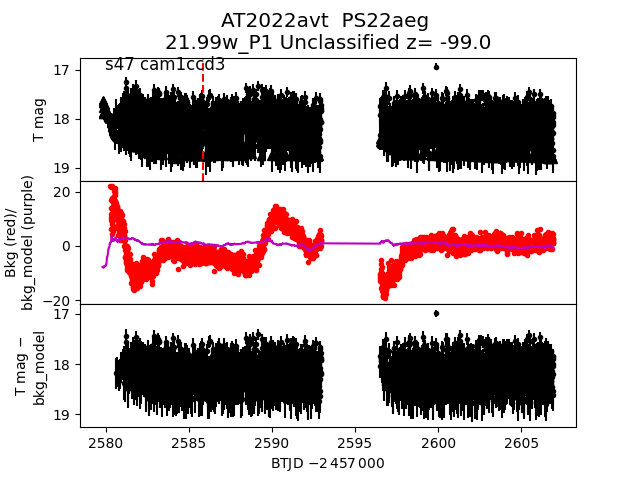 AT2022avt  PS22aeg
21.99w_P1 Unclassified z= -99.0
s47 cam1ccd3
T mag
17
18
19
Bkg (red)/
bkg_model (purple)
20
0
−20
T mag −
bkg_model
17
18
19
2580
2585
2590
2595
2600
2605
BTJD −2 457 000